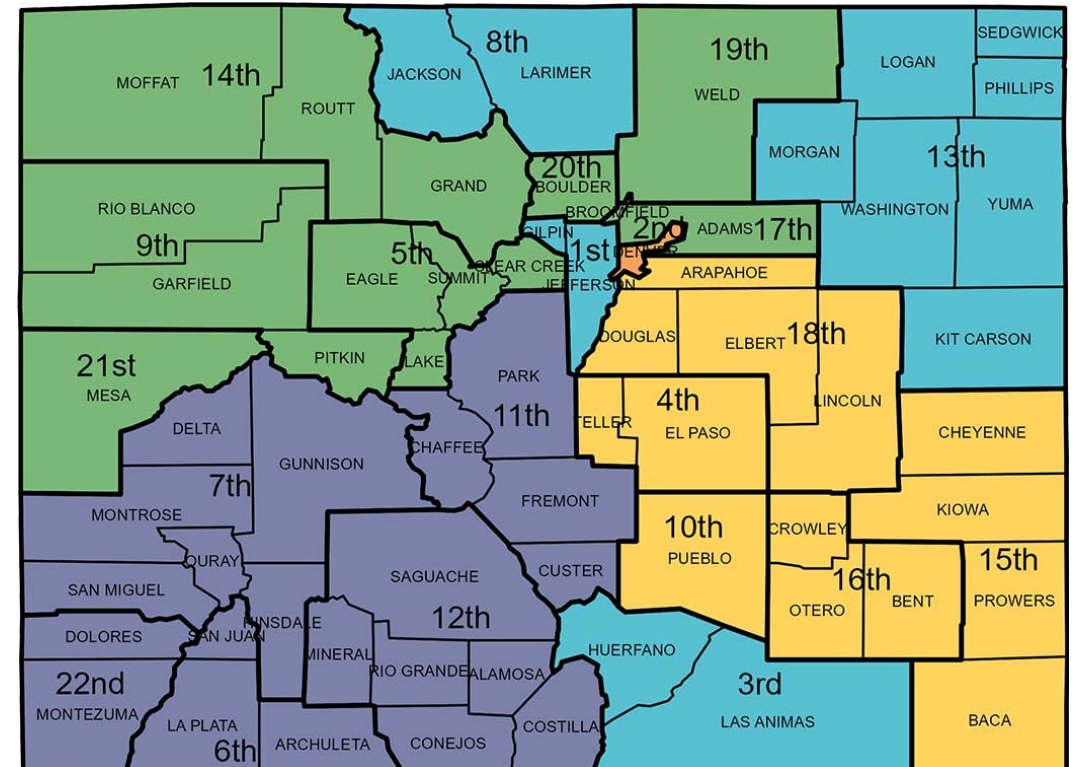 8th
19th
SEDGWICK
LOGAN
MOFFAT
14th
JACKSON
LARIMER
PHILLIPS
WELD
ROUTT
MORGAN
13th
20th
GRAND
BOULDER
RIO BLANCO
BROOMFIELD
WASHINGTON
YUMA
2nd
ADAMS
17th
GILPIN
9th
5th
1st
DENVER
CLEAR CREEK
ARAPAHOE
EAGLE
SUMMIT
GARFIELD
JEFFERSON
DOUGLAS
ELBERT
18th
KIT CARSON
PITKIN
LAKE
21st
PARK
MESA
4th
LINCOLN
11th
TELLER
DELTA
EL PASO
CHEYENNE
CHAFFEE
GUNNISON
7th
FREMONT
KIOWA
MONTROSE
10th
CROWLEY
PUEBLO
15th
OURAY
CUSTER
SAGUACHE
16th
SAN MIGUEL
PROWERS
BENT
OTERO
12th
HINSDALE
DOLORES
SAN JUAN
HUERFANO
MINERAL
RIO GRANDE
ALAMOSA
22nd
3rd
MONTEZUMA
LA PLATA
COSTILLA
LAS ANIMAS
BACA
6th
ARCHULETA
CONEJOS